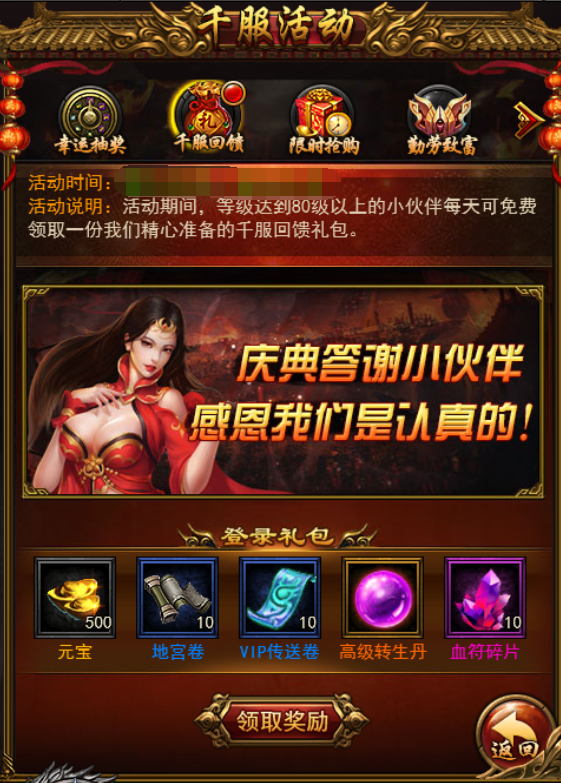 千服活动
幸运抽奖
千服回馈
限时抢购
勤劳致富
活动时间：
活动说明：活动期间，等级达到80级以上的小伙伴每天可免费
领取一份我们精心准备的千服回馈礼包。
庆典答谢小伙伴
感恩我们是认真的！
登录礼包
500
10
10
10
元宝
地宫卷
VIP传送卷
高级转生丹
血符碎片
领取奖励
返回